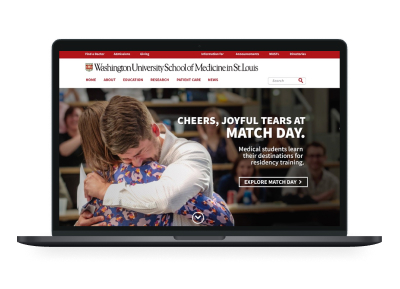 Find a Doctor Admissions Giving Information for Announcements WUSTL Directories
Washington University School of Medicine in St. Louis
HOME ABOUT EDUCATION RESEARCH PATIENT CARE NEWS Search
CHEERS, JOYFUL TEARS AT
MATCH DAY.
Medical students learn
their destinations for
residency training.
EXPLORE MATCH DAY